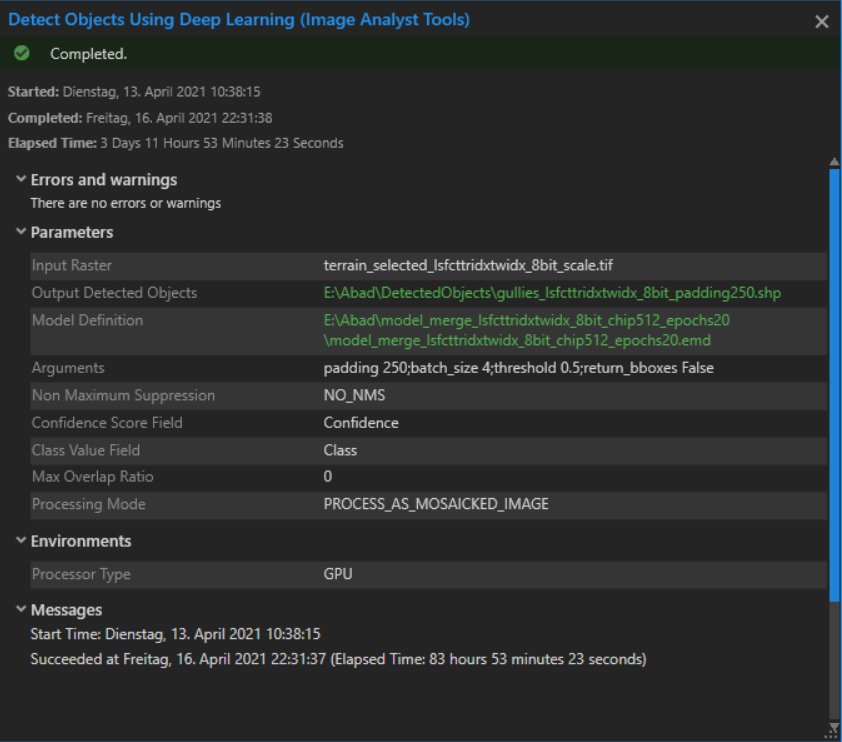 Detect Objects Using Deep Learning (Image Analyst Tools)
Completed.
Started: Dienstag, 13. April 2021 10:38:15
Completed: Freitag, 16. April 2021 22:31:38
Elapsed Time: 3 Days 11 Hours 53 Minutes 23 Seconds
Errors and warnings
There are no errors or warnings
Parameters
Input Raster terrain_selected_lsfcttridxtwidx_8bit_scale.tif
Output Detected Objects E:\Abad\DetectedObjects\gullies_lsfcttridxtwidx_8bit_padding250.shp
Model Definition E:\Abad\model_merge_lsfcttridxtwidx_8bit_chip512_epochs20
\model_merge_lsfcttridxtwidx_8bit_chip512_epochs20.emd
Arguments padding 250;batch_size 4;threshold 0.5;return_bboxes False
Non Maximum Suppression NO_NMS
Confidence Score Field Confidence
Class Value Field Class
Max Overlap Ratio 0
Processing Mode PROCESS_AS_MOSAICKED_IMAGE
Environments
Processor Type GPU
Messages
Start Time: Dienstag, 13. April 2021 10:38:15
Succeeded at Freitag, 16. April 2021 22:31:37 (Elapsed Time: 83 hours 53 minutes 23 seconds)